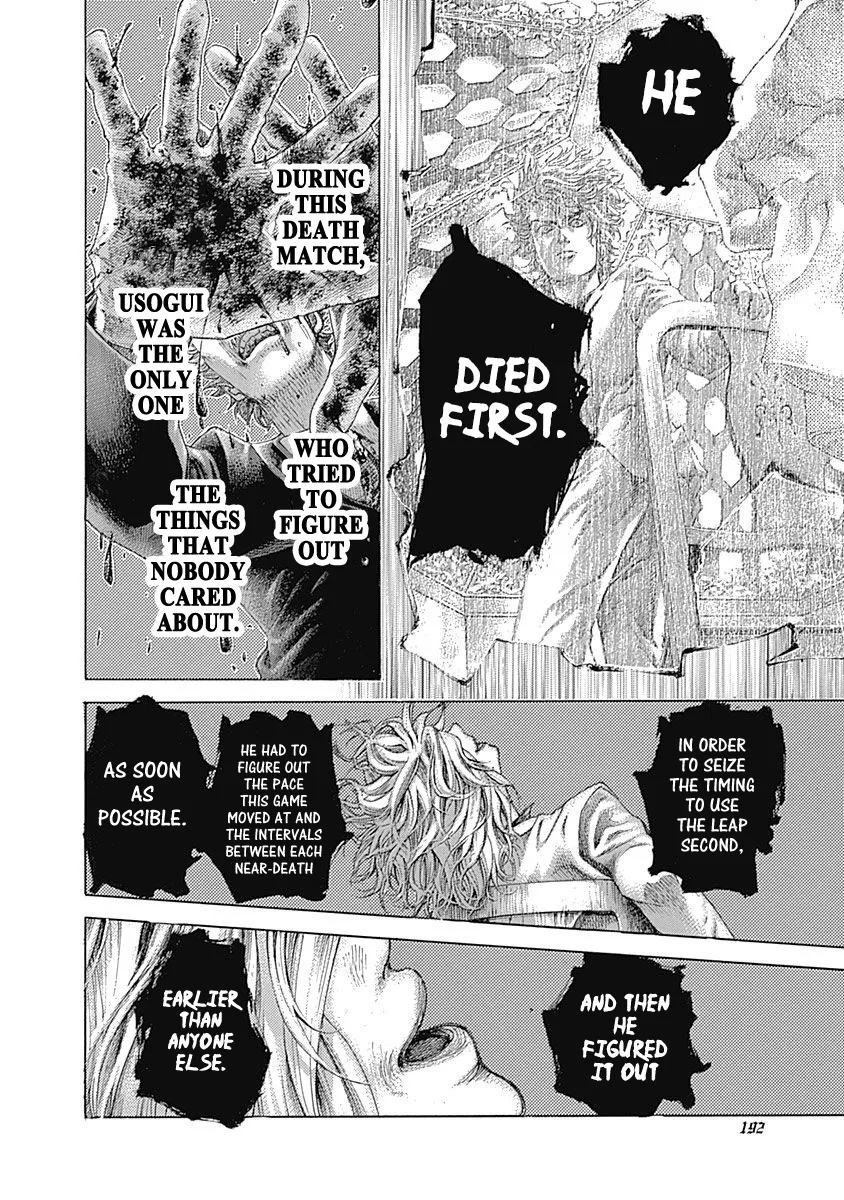 HE
DIED
FIRST.
DURING
THIS
DEATH
MATCH,
USOGUI
WAS
THE
ONLY
ONE
WHO
TRIED
TO
FIGURE
OUT
THE
THINGS
THAT
NOBODY
CARED
ABOUT.
IN ORDER
TO SEIZE
THE TIMING
TO USE
THE LEAP
SECOND,
HE HAD TO
FIGURE OUT
THE PACE
THIS GAME
MOVED AT AND
THE INTERVALS
BETWEEN EACH
NEAR-DEATH
AS SOON
AS
POSSIBLE.
AND THEN
HE
FIGURED
IT OUT
EARLIER
THAN
ANYONE
ELSE.
192